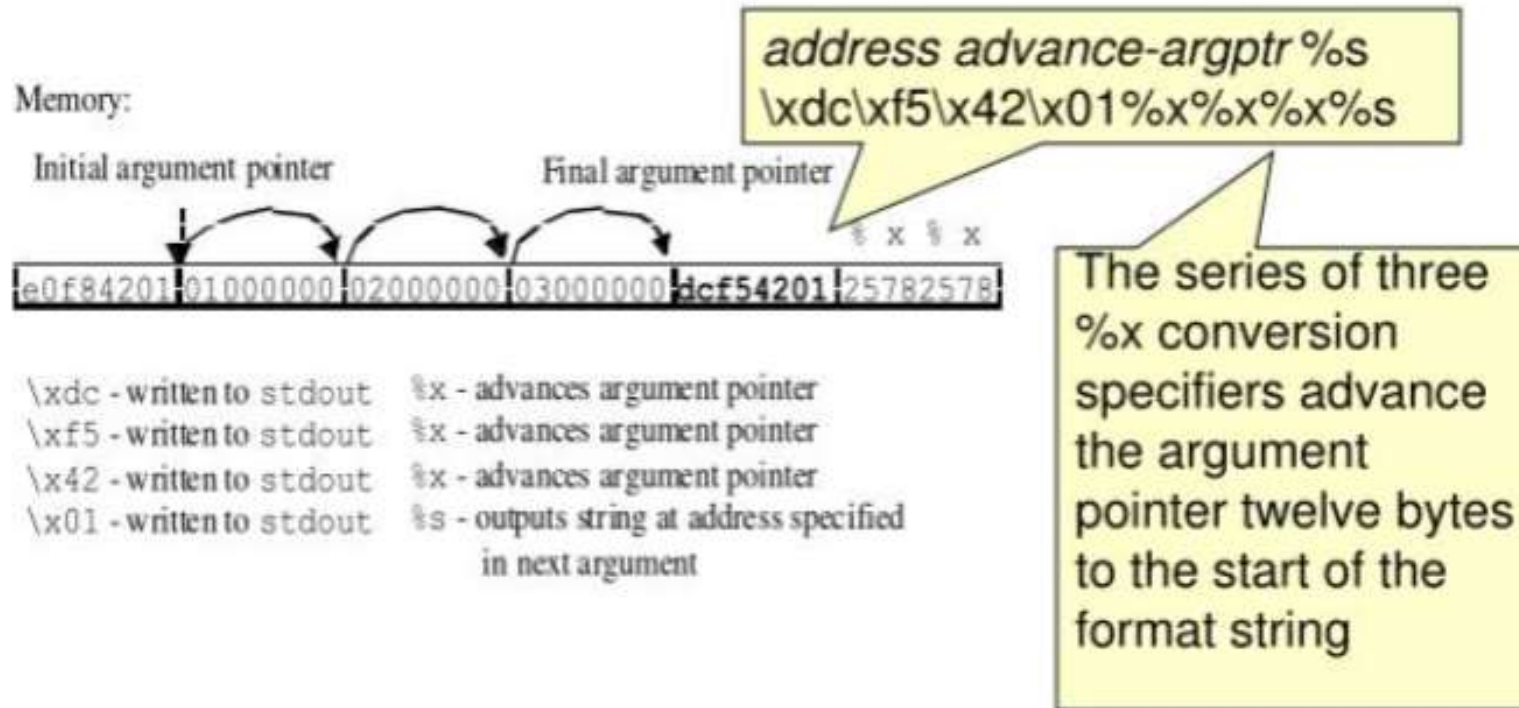 address advance-argptr %s
\xdc\xf5\x42\x01%x%x%x%s
Memory:
Initial argument pointer
Final argument pointer
% x % x
e0f84201 01000000 02000000 03000000 dcf54201 25782578
\xdc - written to stdout %x - advances argument pointer
\xf5 - written to stdout %x - advances argument pointer
\x42 - written to stdout %x - advances argument pointer
\x01 - written to stdout %s - outputs string at address specified
in next argument
The series of three
%x conversion
specifiers advance
the argument
pointer twelve bytes
to the start of the
format string